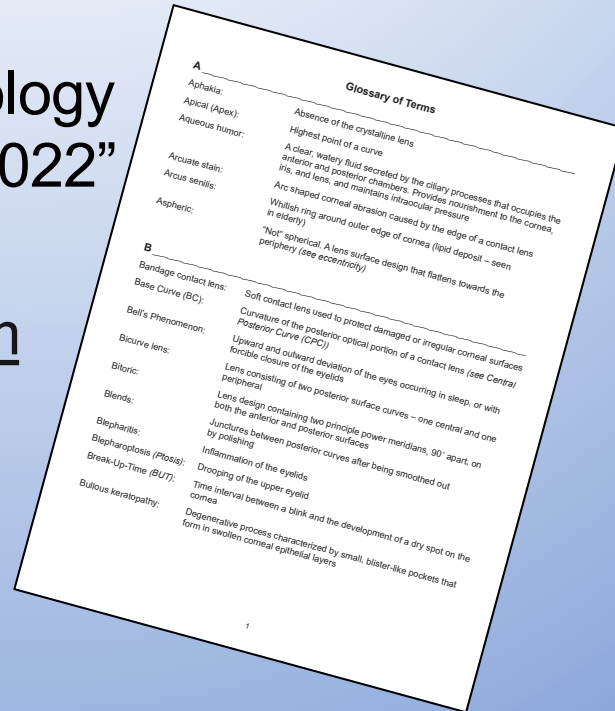 ology
022”
n
Glossary of Terms
A
Aphakia: Absence of the crystalline lens
Apical (Apex): Highest point of a curve
Aqueous humor: A clear, watery fluid secreted by the ciliary processes that occupies the
anterior and posterior chambers. Provides nourishment to the cornea,
iris, and lens, and maintains intraocular pressure
Arcuate stain: Arc shaped corneal abrasion caused by the edge of a contact lens
Arcus senilis: Whitish ring around outer edge of cornea (lipid deposit – seen
in elderly)
Aspheric: "Not" spherical. A lens surface design that flattens towards the
periphery (see eccentricity)
B
Bandage contact lens: Soft contact lens used to protect damaged or irregular corneal surfaces
Base Curve (BC): Curvature of the posterior optical portion of a contact lens (see Central
Posterior Curve (CPC))
Bell's Phenomenon: Upward and outward deviation of the eyes occurring in sleep, or with
forcible closure of the eyelids
Bicurve lens: Lens consisting of two posterior surface curves – one central and one
peripheral
Bitoric: Lens design containing two principle power meridians, 90˚ apart, on
both the anterior and posterior surfaces
Blends: Junctures between posterior curves after being smoothed out
by polishing
Blepharitis: Inflammation of the eyelids
Blepharoptosis (Ptosis): Drooping of the upper eyelid
Break-Up-Time (BUT): Time interval between a blink and the development of a dry spot on the
cornea
Bullous keratopathy: Degenerative process characterized by small, blister-like pockets that
form in swollen corneal epithelial layers
1